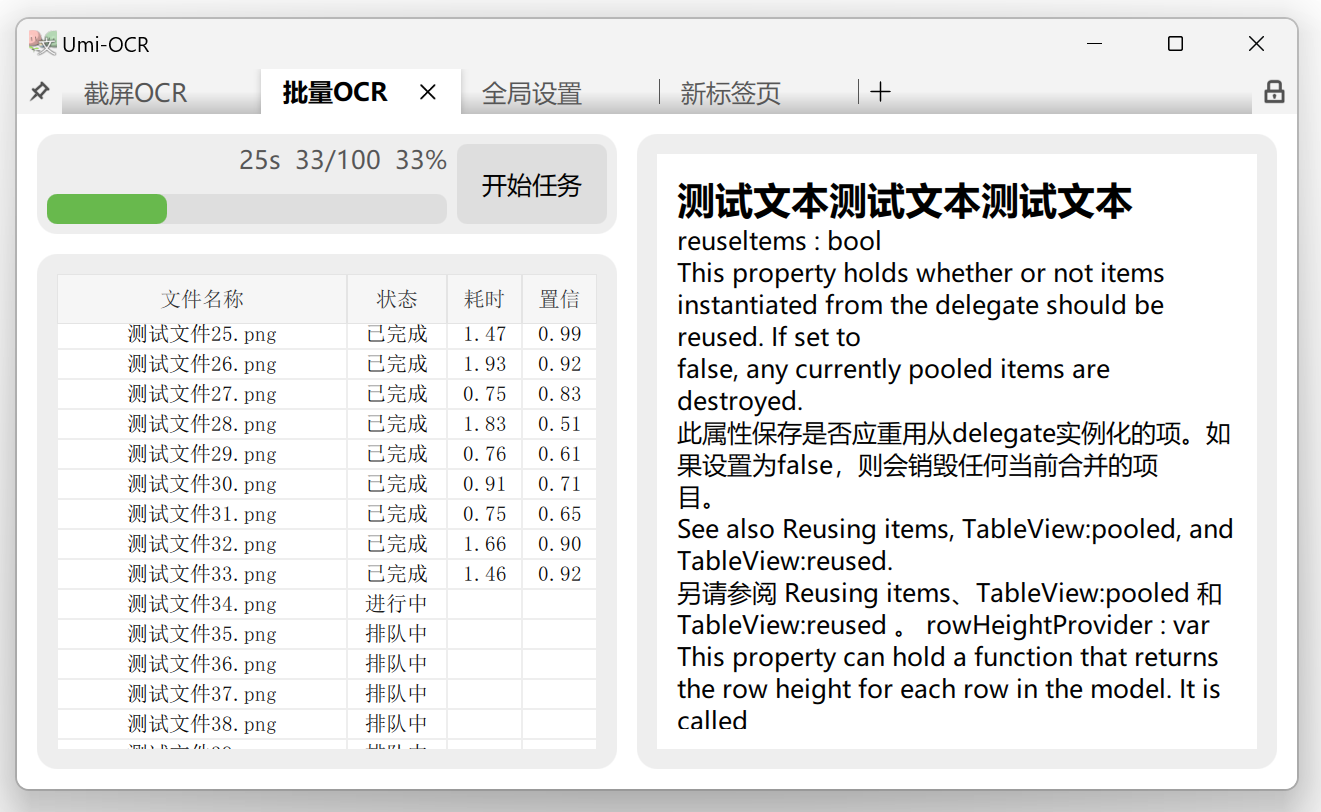 Umi-OCR
截屏OCR 批量OCR 全局设置 新标签页
25s 33/100 33%
开始任务
文件名称 状态 耗时 置信
测试文件25.png 已完成 1.47 0.99
测试文件26.png 已完成 1.93 0.92
测试文件27.png 已完成 0.75 0.83
测试文件28.png 已完成 1.83 0.51
测试文件29.png 已完成 0.76 0.61
测试文件30.png 已完成 0.91 0.71
测试文件31.png 已完成 0.75 0.65
测试文件32.png 已完成 1.66 0.90
测试文件33.png 已完成 1.46 0.92
测试文件34.png 进行中
测试文件35.png 排队中
测试文件36.png 排队中
测试文件37.png 排队中
测试文件38.png 排队中
测试文本测试文本测试文本
reuseItems : bool
This property holds whether or not items
instantiated from the delegate should be
reused. If set to
false, any currently pooled items are
destroyed.
此属性保存是否应重用从delegate实例化的项。如
果设置为false，则会销毁任何当前合并的项
目。
See also Reusing items, TableView:pooled, and
TableView:reused.
另请参阅 Reusing items、TableView:pooled 和
TableView:reused 。 rowHeightProvider : var
This property can hold a function that returns
the row height for each row in the model. It is
called